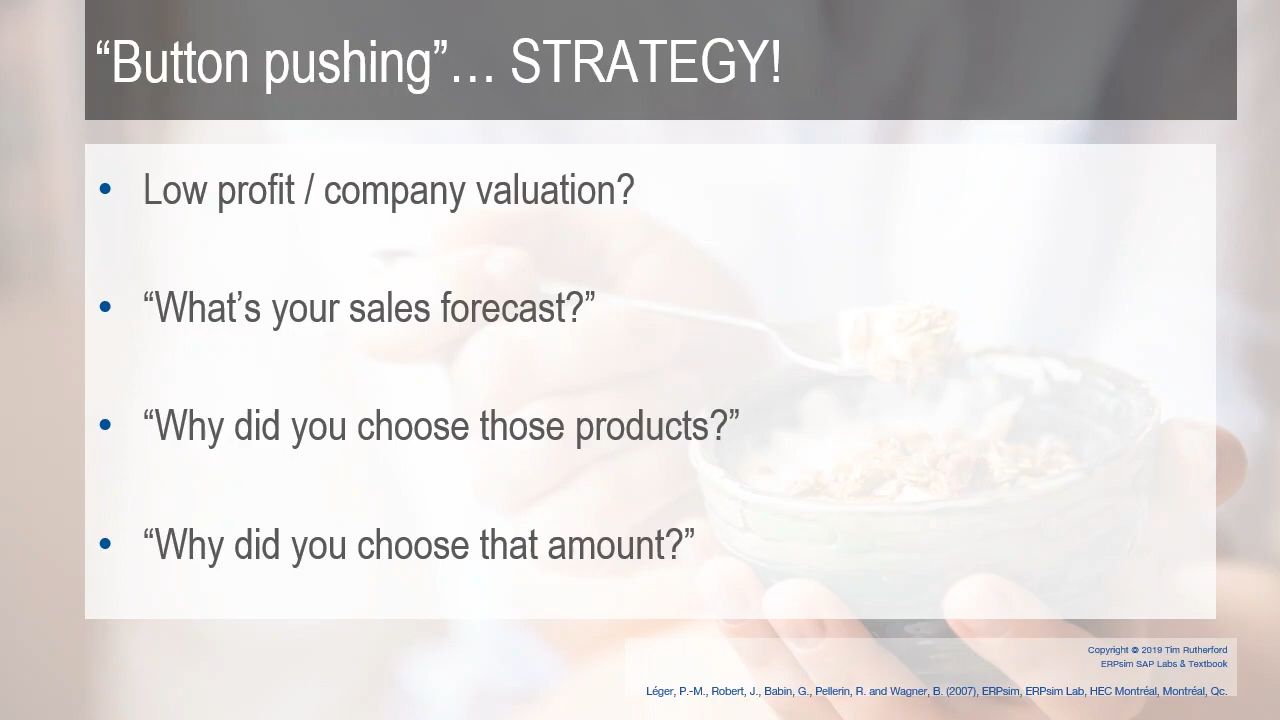 “Button pushing”… STRATEGY!
• Low profit / company valuation?
• “What’s your sales forecast?”
• “Why did you choose those products?”
• “Why did you choose that amount?”
Copyright © 2019 Tim Rutherford
ERPsim SAP Labs & Textbook
Léger, P.-M., Robert, J., Babin, G., Pellerin, R. and Wagner, B. (2007), ERPsim, ERPsim Lab, HEC Montréal, Montréal, Qc.